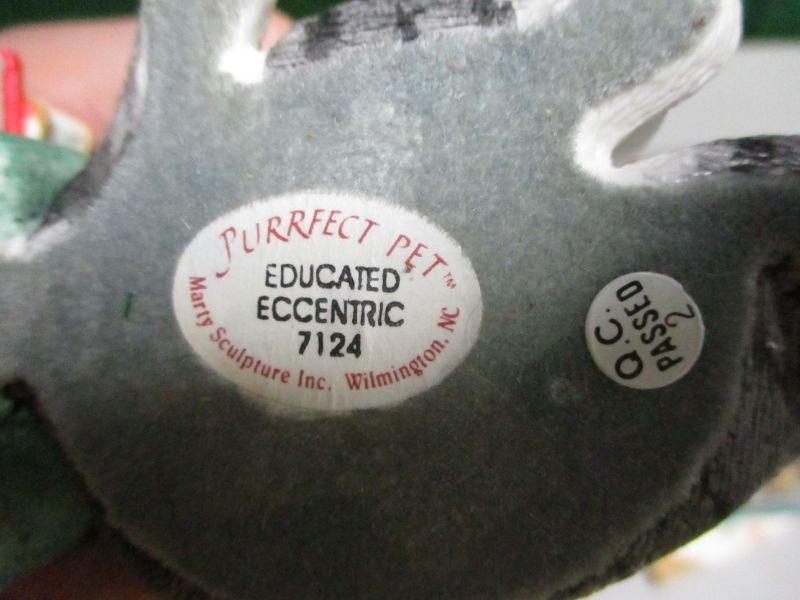 PURRFECT PET™
EDUCATED
ECCENTRIC
7124
Marty Sculpture Inc. Wilmington, NC
Q.C.
PASSED
2